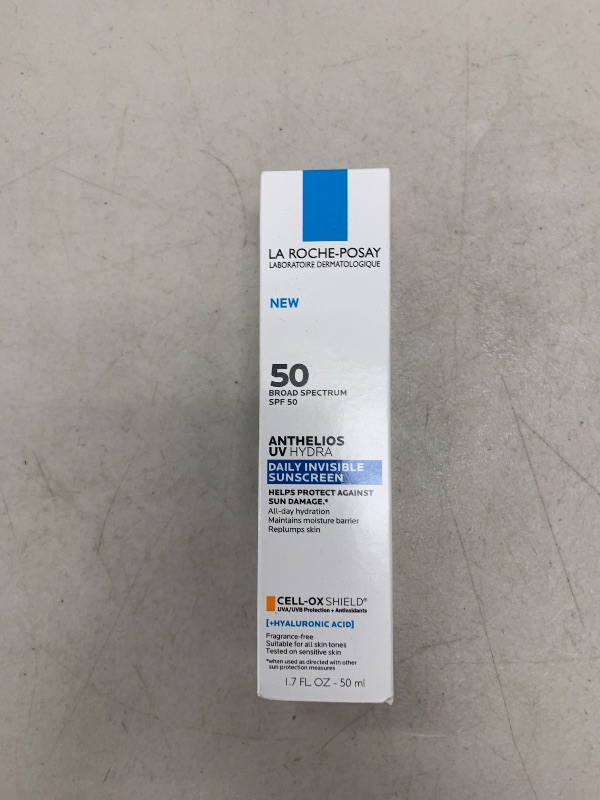 LA ROCHE-POSAY
LABORATOIRE DERMATOLOGIQUE
NEW
50
BROAD SPECTRUM
SPF 50
ANTHELIOS
UV HYDRA
DAILY INVISIBLE
SUNSCREEN
HELPS PROTECT AGAINST
SUN DAMAGE.*
All-day hydration
Maintains moisture barrier
Replumps skin
CELL-OX SHIELD®
UVA/UVB Protection + Antioxidants
[+HYALURONIC ACID]
Fragrance-free
Suitable for all skin tones
Tested on sensitive skin
*when used as directed with other
sun protection measures
1.7 FL. OZ - 50 ml